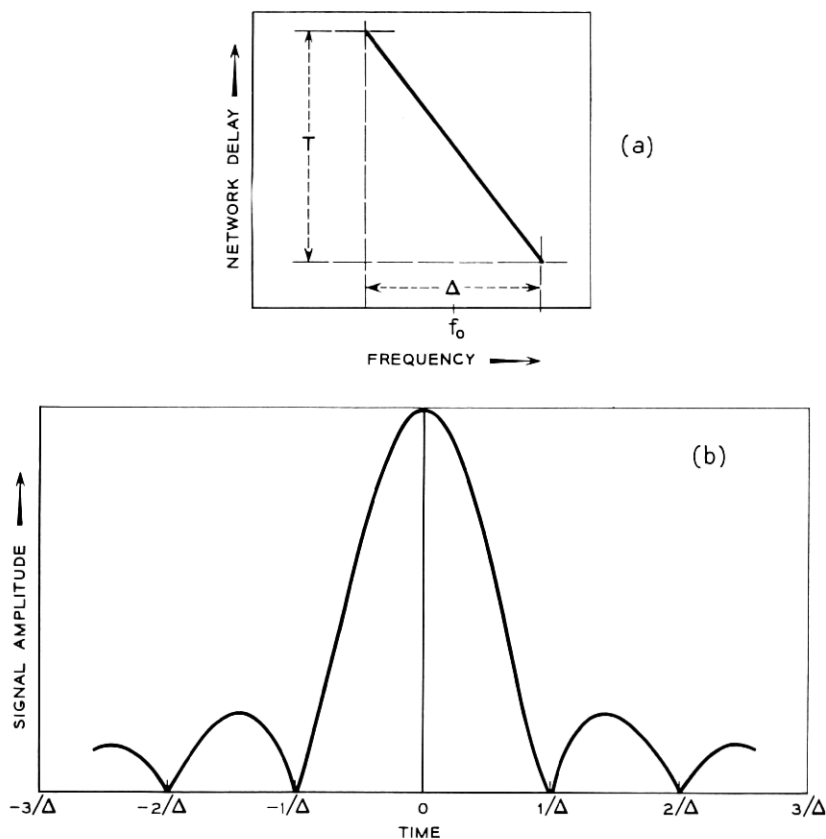 NETWORK DELAY
T
(a)
Δ
f₀
FREQUENCY
(b)
SIGNAL AMPLITUDE
-3/Δ -2/Δ -1/Δ 0 1/Δ 2/Δ 3/Δ
TIME